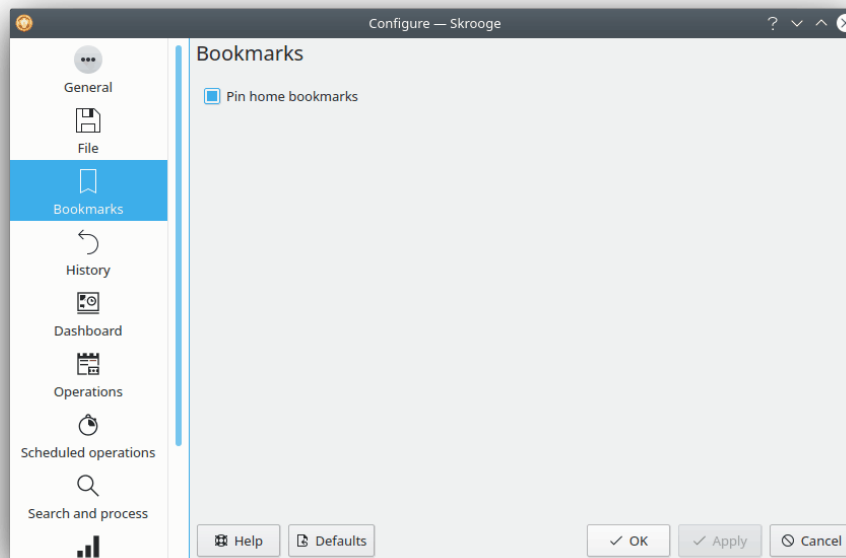 Configure — Skrooge
General
File
Bookmarks
History
Dashboard
Operations
Scheduled operations
Search and process
Bookmarks
Pin home bookmarks
Help
Defaults
OK
Apply
Cancel